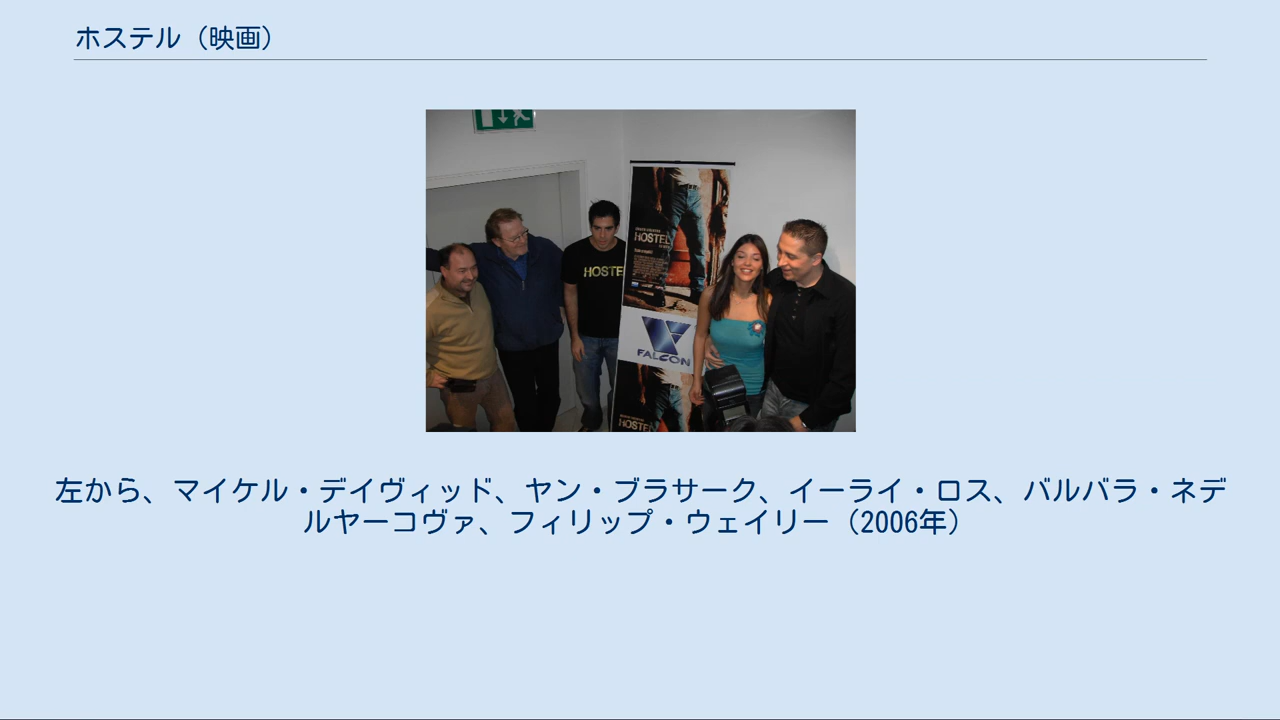 ホステル（映画）
HOSTE
HOSTEL
FALCON
HOSTEL
左から、マイケル・デイヴィッド、ヤン・ブラサーク、イーライ・ロス、バルバラ・ネデ
ルヤーコヴァ、フィリップ・ウェイリー（2006年）